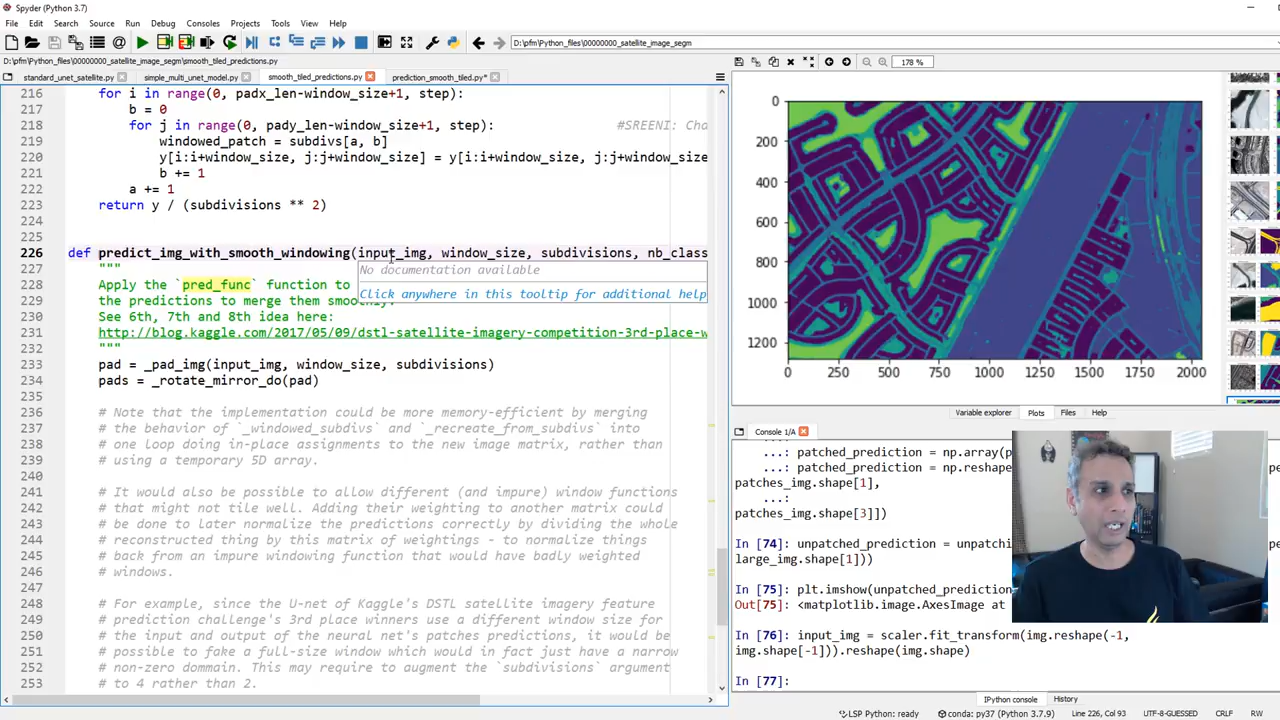 Spyder (Python 3.7)
File Edit Search Source Run Debug Consoles Projects Tools View Help
D:\pfm\Python_files\00000000_satellite_image_segm
D:\pfm\Python_files\00000000_satellite_image_segm\smooth_tiled_predictions.py
standard_unet_satellite.py simple_multi_unet_model.py smooth_tiled_predictions.py prediction_smooth_tiled.py*
178 %
216 for i in range(0, padx_len-window_size+1, step):
217 b = 0
218 for j in range(0, pady_len-window_size+1, step): #SREENI: Cha
219 windowed_patch = subdivs[a, b]
220 y[i:i+window_size, j:j+window_size] = y[i:i+window_size, j:j+window_size
221 b += 1
222 a += 1
223 return y / (subdivisions ** 2)
224
225
226 def predict_img_with_smooth_windowing(input_img, window_size, subdivisions, nb_class
227 """
No documentation available
228 Apply the `pred_func` function to
Click anywhere in this tooltip for additional help
229 the predictions to merge them smoothly.
230 See 6th, 7th and 8th idea here:
231 http://blog.kaggle.com/2017/05/09/dstl-satellite-imagery-competition-3rd-place-w
232 """
233 pad = _pad_img(input_img, window_size, subdivisions)
234 pads = _rotate_mirror_do(pad)
235
236 # Note that the implementation could be more memory-efficient by merging
237 # the behavior of `_windowed_subdivs` and `_recreate_from_subdivs` into
238 # one loop doing in-place assignments to the new image matrix, rather than
239 # using a temporary 5D array.
240
241 # It would also be possible to allow different (and impure) window functions
242 # that might not tile well. Adding their weighting to another matrix could
243 # be done to later normalize the predictions correctly by dividing the whole
244 # reconstructed thing by this matrix of weightings - to normalize things
245 # back from an impure windowing function that would have badly weighted
246 # windows.
247
248 # For example, since the U-net of Kaggle's DSTL satellite imagery feature
249 # prediction challenge's 3rd place winners use a different window size for
250 # the input and output of the neural net's patches predictions, it would be
251 # possible to fake a full-size window which would in fact just have a narrow
252 # non-zero dommain. This may require to augment the `subdivisions` argument
253 # to 4 rather than 2.
0
200
400
600
800
1000
1200
0 250 500 750 1000 1250 1500 1750 2000
Variable explorer Plots Files Help
Console 1/A
...: patched_prediction = np.array(p
...: patched_prediction = np.reshape
patches_img.shape[1],
...:
patches_img.shape[3]])
In [74]: unpatched_prediction = unpatchi
large_img.shape[1]))
In [75]: plt.imshow(unpatched_prediction
Out[75]: <matplotlib.image.AxesImage at
In [76]: input_img = scaler.fit_transform(img.reshape(-1,
img.shape[-1])).reshape(img.shape)
In [77]:
IPython console History
LSP Python: ready conda: py37 (Python 3.7.9) Line 226, Col 93 UTF-8-GUESSED CRLF RW